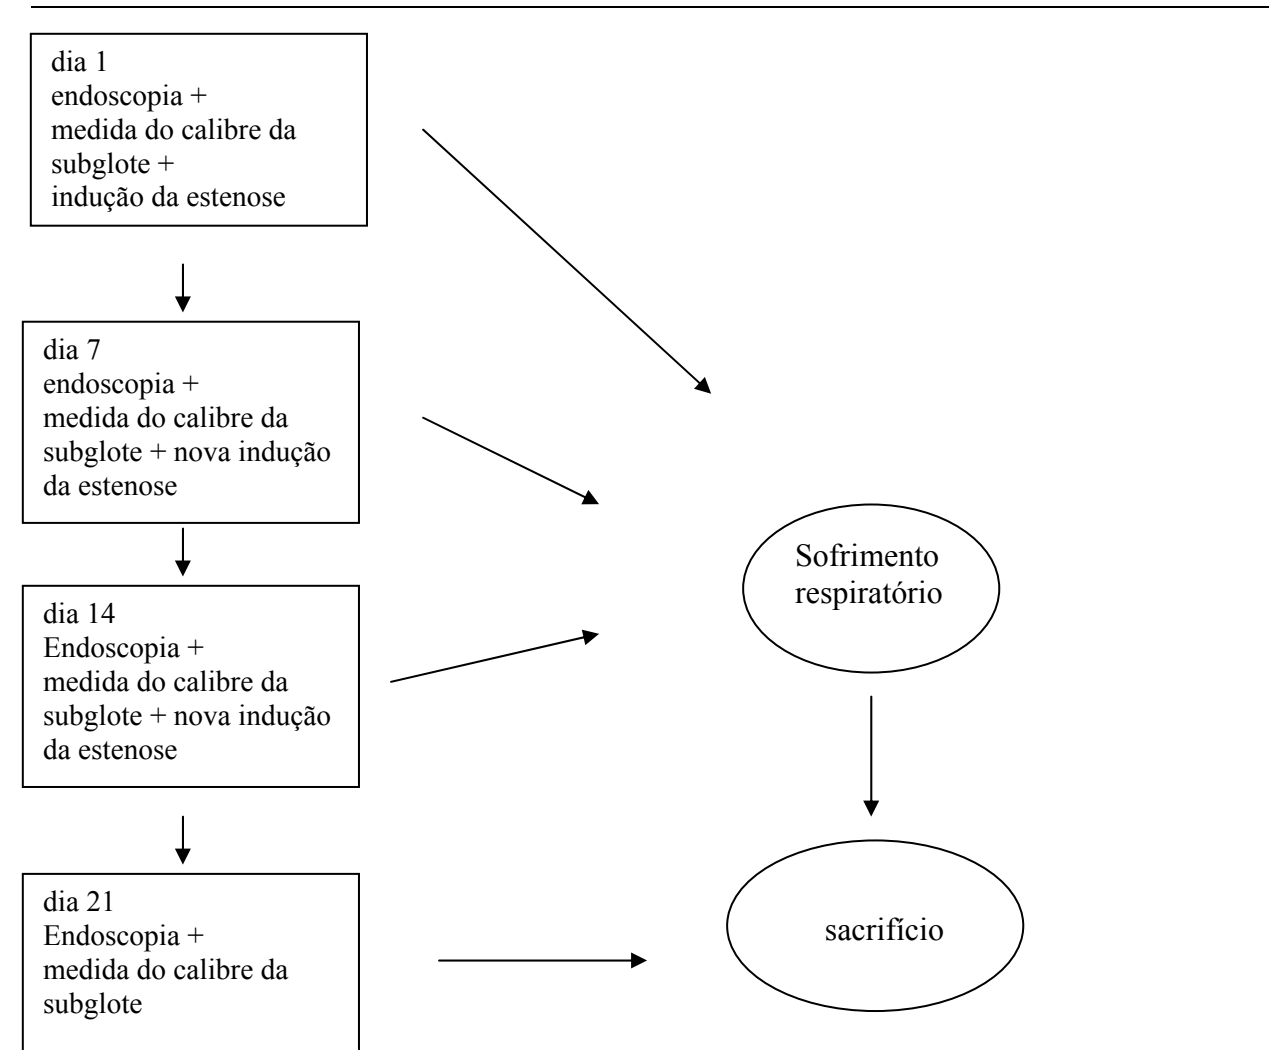 dia 1
endoscopia +
medida do calibre da
subglote +
indução da estenose
dia 7
endoscopia +
medida do calibre da
subglote + nova indução
da estenose
Sofrimento
respiratório
dia 14
Endoscopia +
medida do calibre da
subglote + nova indução
da estenose
dia 21
Endoscopia +
medida do calibre da
subglote
sacrifício